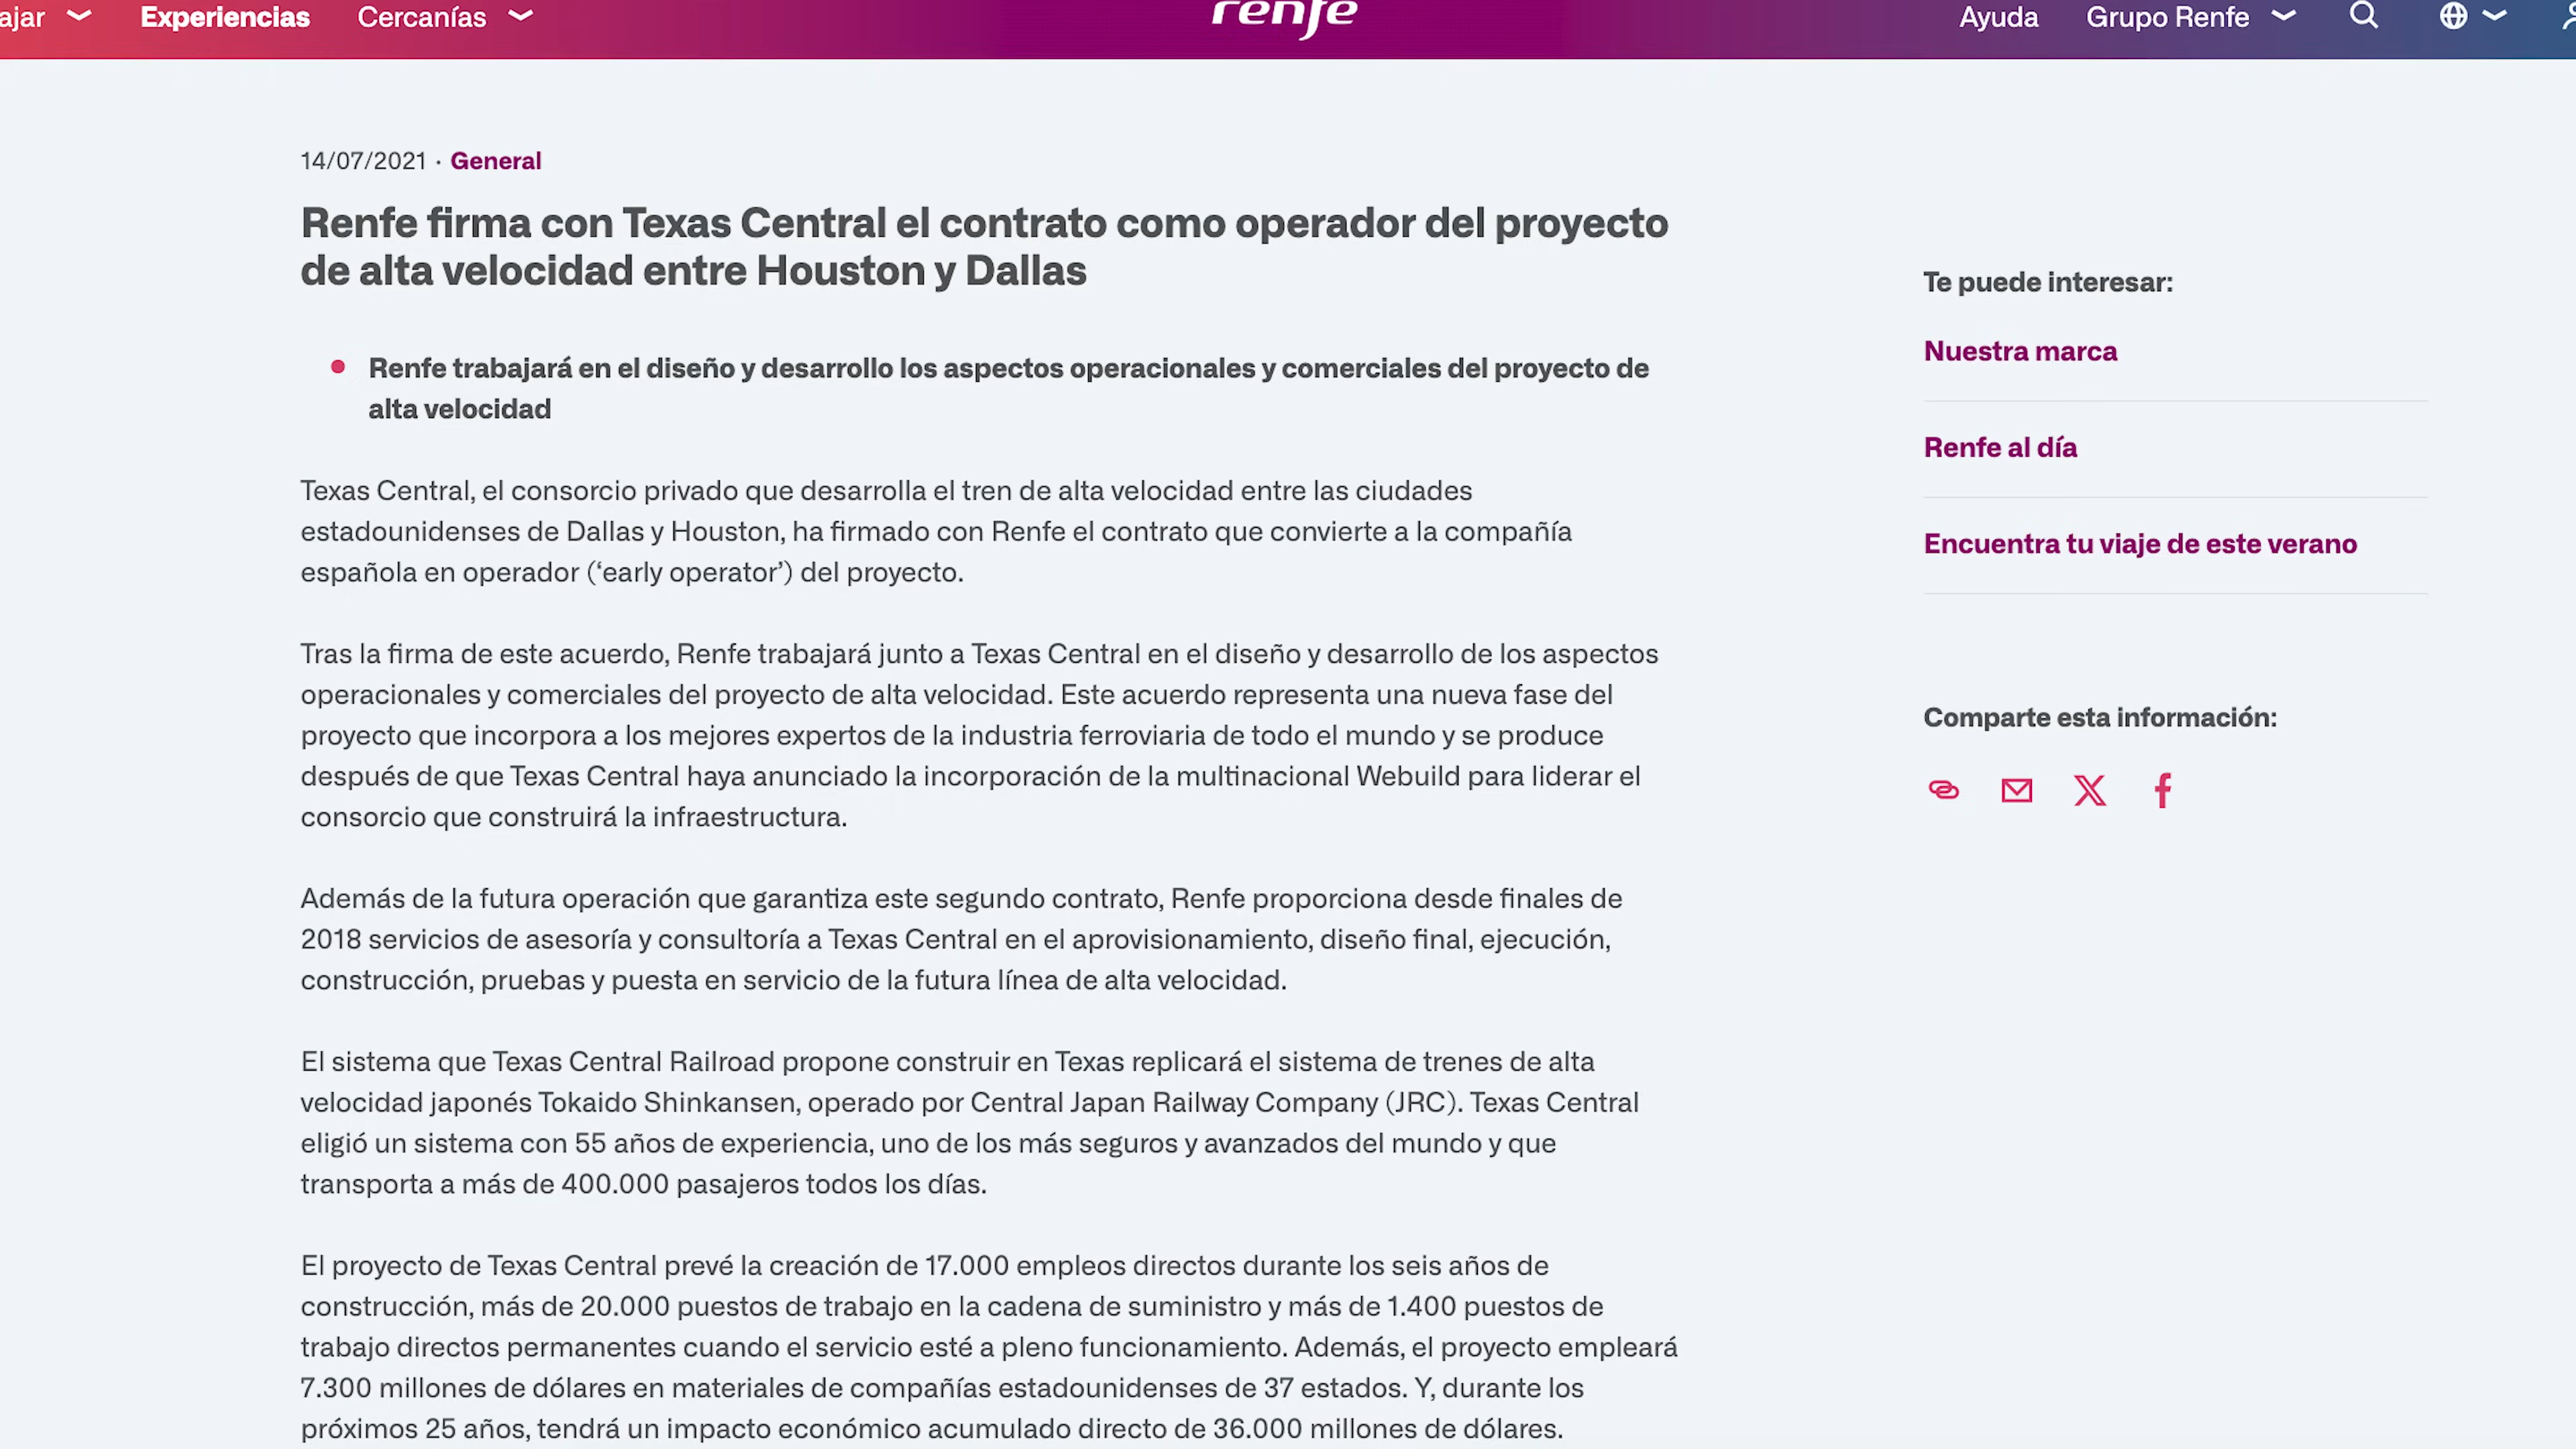 ajar Experiencias Cercanías renfe Ayuda Grupo Renfe
14/07/2021 · General
Renfe firma con Texas Central el contrato como operador del proyecto
de alta velocidad entre Houston y Dallas
Renfe trabajará en el diseño y desarrollo los aspectos operacionales y comerciales del proyecto de
alta velocidad
Texas Central, el consorcio privado que desarrolla el tren de alta velocidad entre las ciudades
estadounidenses de Dallas y Houston, ha firmado con Renfe el contrato que convierte a la compañía
española en operador (‘early operator’) del proyecto.
Tras la firma de este acuerdo, Renfe trabajará junto a Texas Central en el diseño y desarrollo de los aspectos
operacionales y comerciales del proyecto de alta velocidad. Este acuerdo representa una nueva fase del
proyecto que incorpora a los mejores expertos de la industria ferroviaria de todo el mundo y se produce
después de que Texas Central haya anunciado la incorporación de la multinacional Webuild para liderar el
consorcio que construirá la infraestructura.
Además de la futura operación que garantiza este segundo contrato, Renfe proporciona desde finales de
2018 servicios de asesoría y consultoría a Texas Central en el aprovisionamiento, diseño final, ejecución,
construcción, pruebas y puesta en servicio de la futura línea de alta velocidad.
El sistema que Texas Central Railroad propone construir en Texas replicará el sistema de trenes de alta
velocidad japonés Tokaido Shinkansen, operado por Central Japan Railway Company (JRC). Texas Central
eligió un sistema con 55 años de experiencia, uno de los más seguros y avanzados del mundo y que
transporta a más de 400.000 pasajeros todos los días.
El proyecto de Texas Central prevé la creación de 17.000 empleos directos durante los seis años de
construcción, más de 20.000 puestos de trabajo en la cadena de suministro y más de 1.400 puestos de
trabajo directos permanentes cuando el servicio esté a pleno funcionamiento. Además, el proyecto empleará
7.300 millones de dólares en materiales de compañías estadounidenses de 37 estados. Y, durante los
próximos 25 años, tendrá un impacto económico acumulado directo de 36.000 millones de dólares.
Te puede interesar:
Nuestra marca
Renfe al día
Encuentra tu viaje de este verano
Comparte esta información: